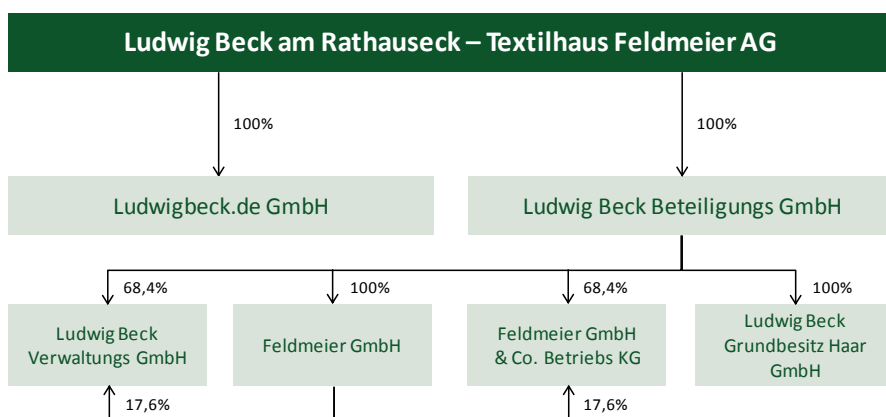 Ludwig Beck am Rathauseck – Textilhaus Feldmeier AG
100%
100%
Ludwigbeck.de GmbH
Ludwig Beck Beteiligungs GmbH
68,4%
100%
68,4%
100%
Ludwig Beck
Verwaltungs GmbH
Feldmeier GmbH
Feldmeier GmbH
& Co. Betriebs KG
Ludwig Beck
Grundbesitz Haar
GmbH
17,6%
17,6%